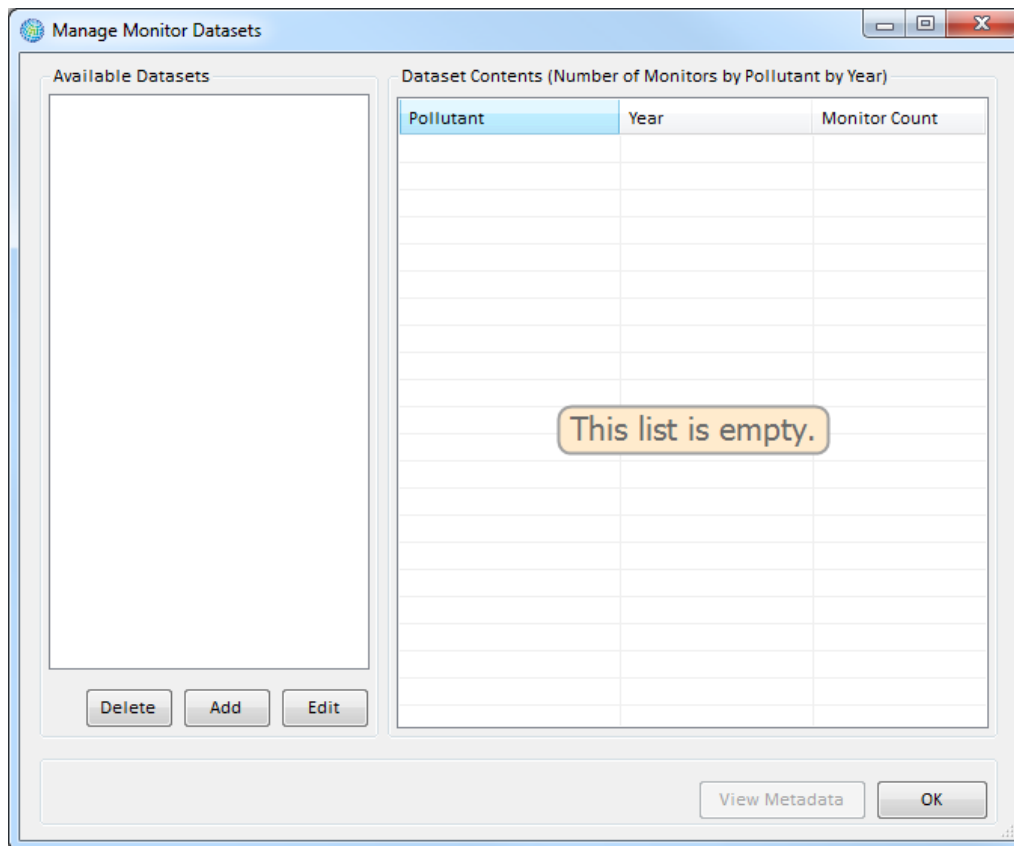 Manage Monitor Datasets
Available Datasets
Dataset Contents (Number of Monitors by Pollutant by Year)
Pollutant Year Monitor Count
This list is empty.
Delete Add Edit
View Metadata OK